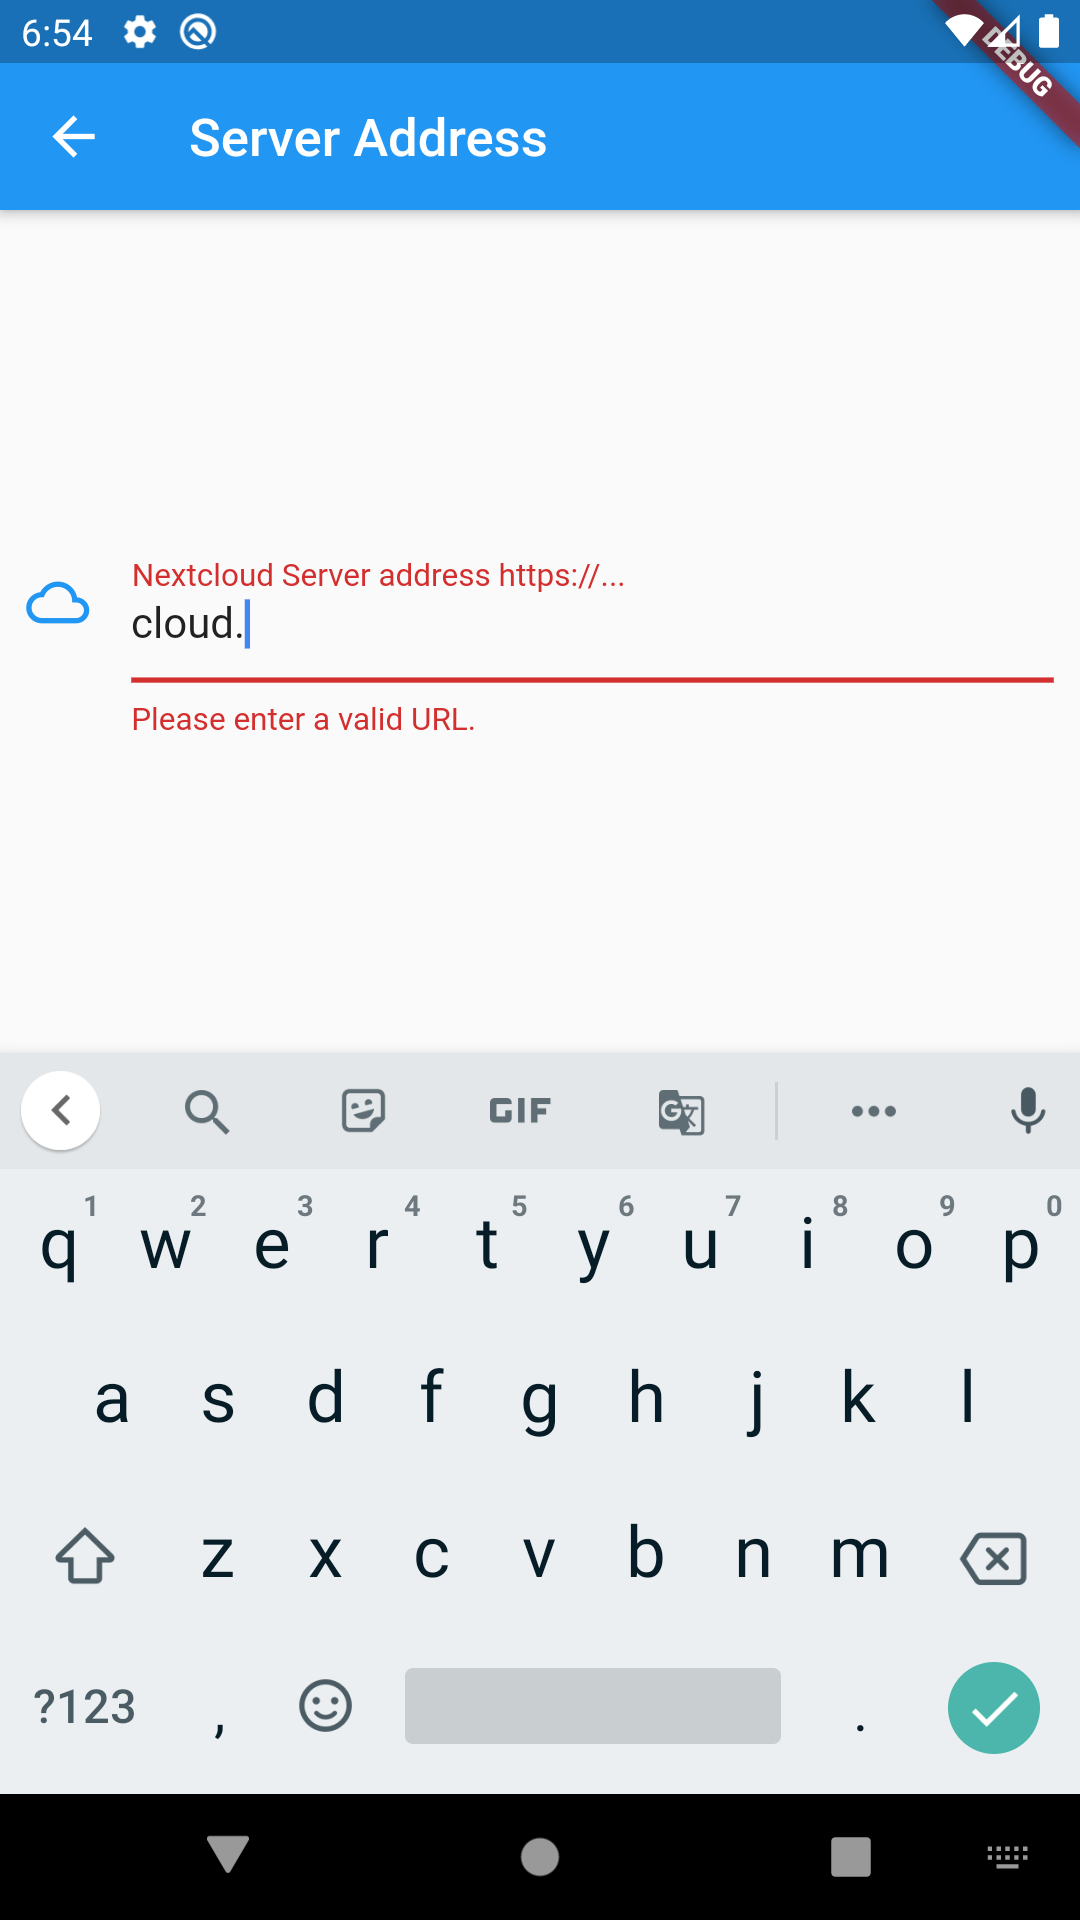 6:54
DEBUG
Server Address
Nextcloud Server address https://...
cloud.
Please enter a valid URL.
GIF
G
1 2 3 4 5 6 7 8 9 0
q w e r t y u i o p
a s d f g h j k l
z x c v b n m
?123 , .